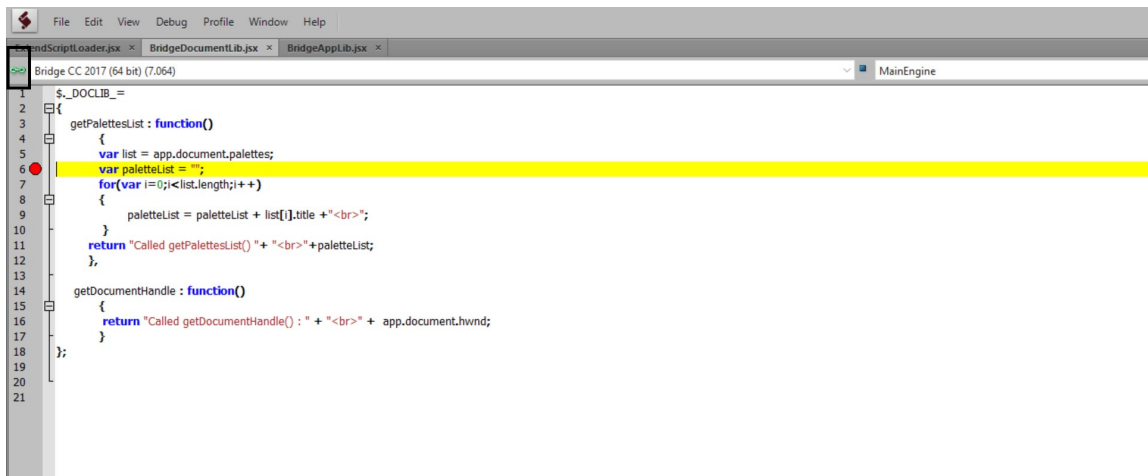 File Edit View Debug Profile Window Help
ExtendScriptLoader.jsx × BridgeDocumentLib.jsx × BridgeAppLib.jsx ×
Bridge CC 2017 (64 bit) (7.064) MainEngine
1 $._DOCLIB_=
2 {
3 getPalettesList : function()
4 {
5 var list = app.document.palettes;
6 var paletteList = "";
7 for(var i=0;i<list.length;i++)
8 {
9 paletteList = paletteList + list[i].title +"<br>";
10 }
11 return "Called getPalettesList() "+ "<br>"+paletteList;
12 },
13
14 getDocumentHandle : function()
15 {
16 return "Called getDocumentHandle() : " + "<br>" + app.document.hwnd;
17 }
18 };
19
20
21